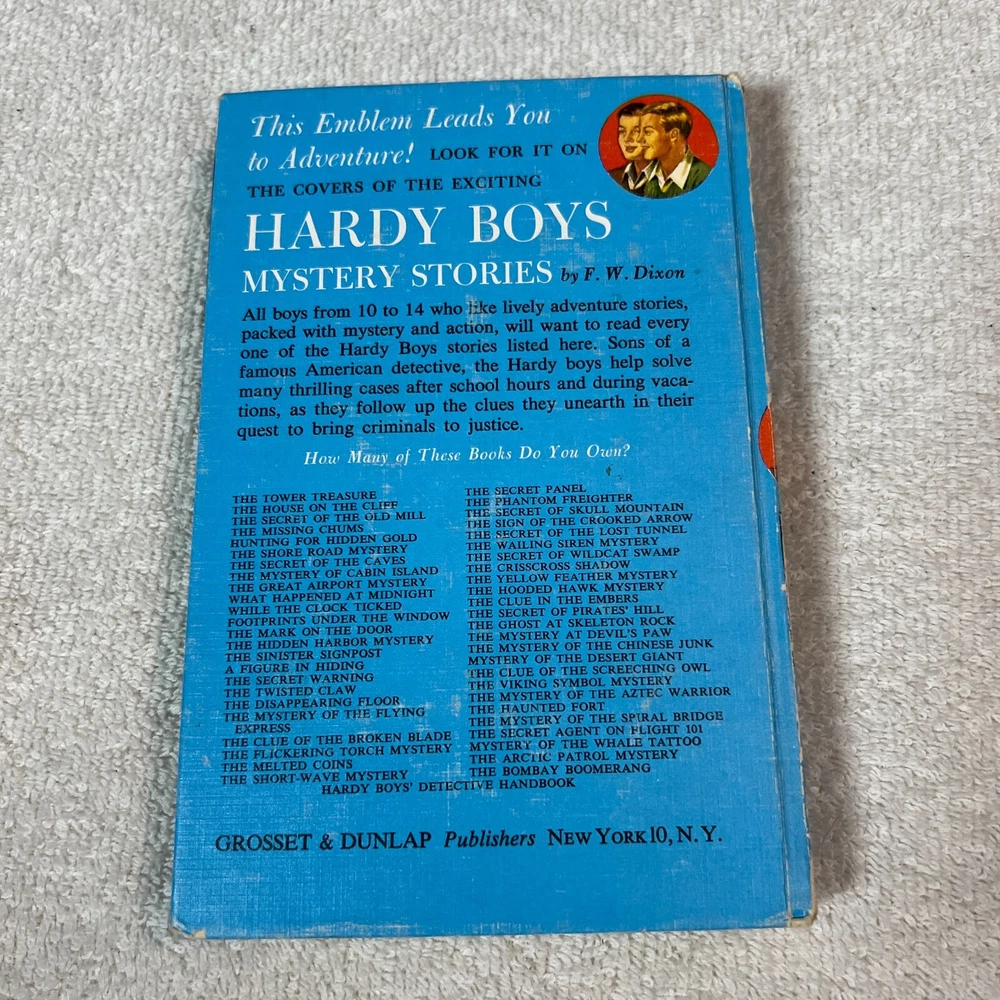 This Emblem Leads You
to Adventure! LOOK FOR IT ON
THE COVERS OF THE EXCITING
HARDY BOYS
MYSTERY STORIES by F. W. Dixon
All boys from 10 to 14 who like lively adventure stories,
packed with mystery and action, will want to read every
one of the Hardy Boys stories listed here. Sons of a
famous American detective, the Hardy boys help solve
many thrilling cases after school hours and during vaca-
tions, as they follow up the clues they unearth in their
quest to bring criminals to justice.
How Many of These Books Do You Own?
THE TOWER TREASURE
THE HOUSE ON THE CLIFF
THE SECRET OF THE OLD MILL
THE MISSING CHUMS
HUNTING FOR HIDDEN GOLD
THE SHORE ROAD MYSTERY
THE SECRET OF THE CAVES
THE MYSTERY OF CABIN ISLAND
THE GREAT AIRPORT MYSTERY
WHAT HAPPENED AT MIDNIGHT
WHILE THE CLOCK TICKED
FOOTPRINTS UNDER THE WINDOW
THE MARK ON THE DOOR
THE HIDDEN HARBOR MYSTERY
THE SINISTER SIGNPOST
A FIGURE IN HIDING
THE SECRET WARNING
THE TWISTED CLAW
THE DISAPPEARING FLOOR
THE MYSTERY OF THE FLYING
EXPRESS
THE CLUE OF THE BROKEN BLADE
THE FLICKERING TORCH MYSTERY
THE MELTED COINS
THE SHORT-WAVE MYSTERY
THE SECRET PANEL
THE PHANTOM FREIGHTER
THE SECRET OF SKULL MOUNTAIN
THE SIGN OF THE CROOKED ARROW
THE SECRET OF THE LOST TUNNEL
THE WAILING SIREN MYSTERY
THE SECRET OF WILDCAT SWAMP
THE CRISSCROSS SHADOW
THE YELLOW FEATHER MYSTERY
THE HOODED HAWK MYSTERY
THE CLUE IN THE EMBERS
THE SECRET OF PIRATES' HILL
THE GHOST AT SKELETON ROCK
THE MYSTERY AT DEVIL'S PAW
THE MYSTERY OF THE CHINESE JUNK
MYSTERY OF THE DESERT GIANT
THE CLUE OF THE SCREECHING OWL
THE VIKING SYMBOL MYSTERY
THE MYSTERY OF THE AZTEC WARRIOR
THE HAUNTED FORT
THE MYSTERY OF THE SPIRAL BRIDGE
THE SECRET AGENT ON FLIGHT 101
MYSTERY OF THE WHALE TATTOO
THE ARCTIC PATROL MYSTERY
THE BOMBAY BOOMERANG
HARDY BOYS' DETECTIVE HANDBOOK
GROSSET & DUNLAP Publishers NEW YORK 10, N. Y.